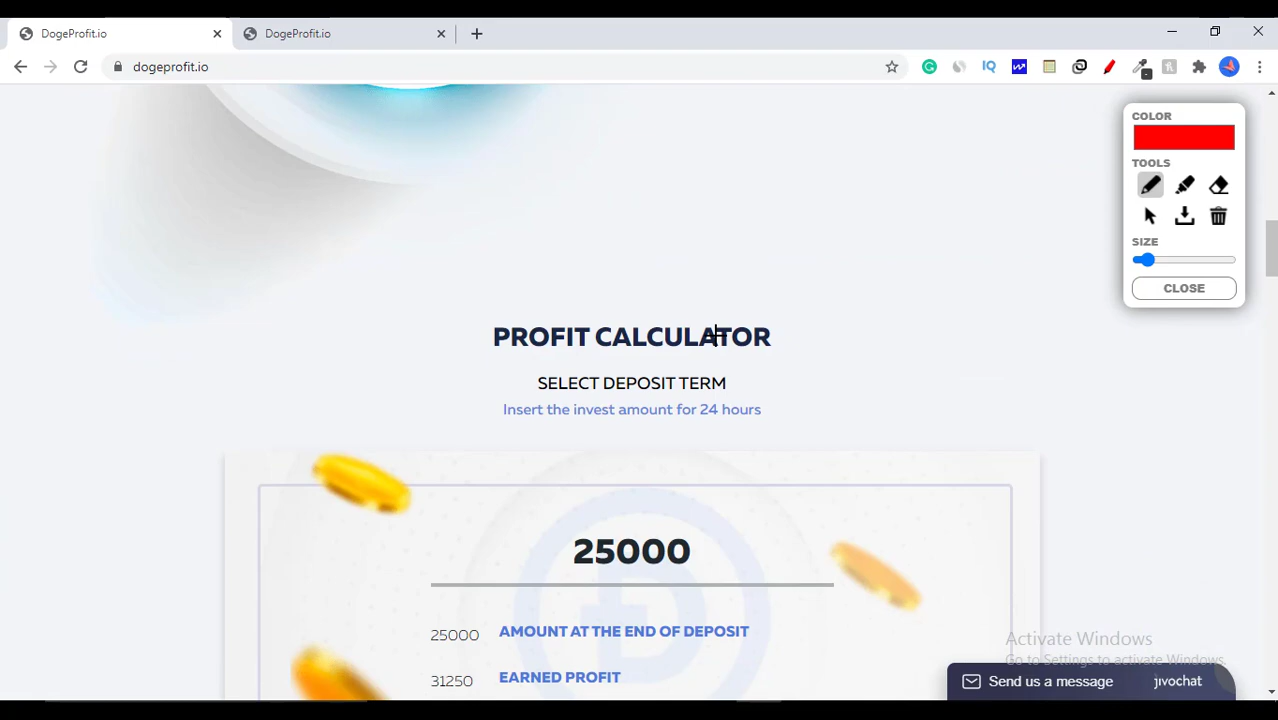 DogeProfit.io
DogeProfit.io
dogeprofit.io
COLOR
TOOLS
SIZE
CLOSE
PROFIT CALCULATOR
SELECT DEPOSIT TERM
Insert the invest amount for 24 hours
25000
25000 AMOUNT AT THE END OF DEPOSIT
31250 EARNED PROFIT
Activate Windows
Go to Settings to activate Windows.
Send us a message jivochat